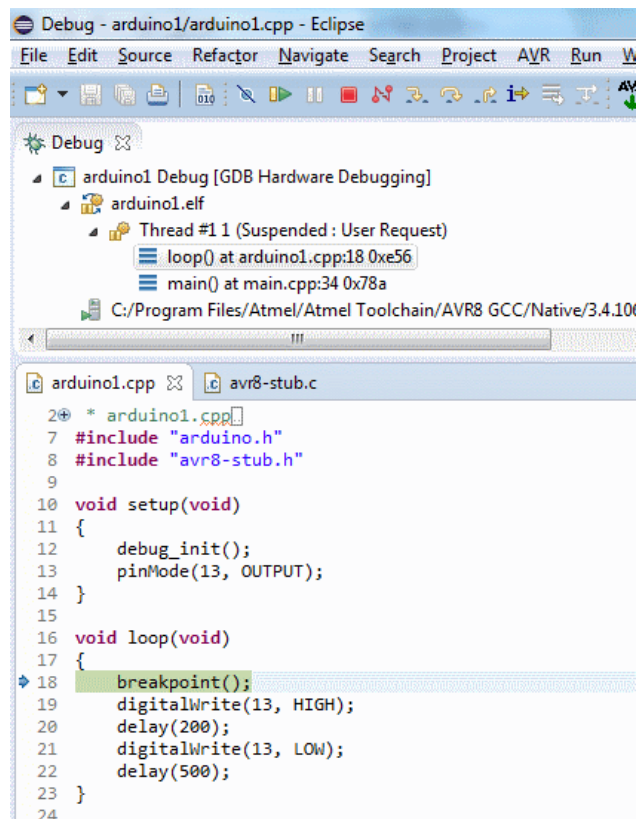 Debug - arduino1/arduino1.cpp - Eclipse
File Edit Source Refactor Navigate Search Project AVR Run
010
Debug
arduino1 Debug [GDB Hardware Debugging]
arduino1.elf
Thread #1 1 (Suspended : User Request)
loop() at arduino1.cpp:18 0xe56
main() at main.cpp:34 0x78a
C:/Program Files/Atmel/Atmel Toolchain/AVR8 GCC/Native/3.4.106
arduino1.cpp avr8-stub.c
2 * arduino1.cpp
7 #include "arduino.h"
8 #include "avr8-stub.h"
9
10 void setup(void)
11 {
12 debug_init();
13 pinMode(13, OUTPUT);
14 }
15
16 void loop(void)
17 {
18 breakpoint();
19 digitalWrite(13, HIGH);
20 delay(200);
21 digitalWrite(13, LOW);
22 delay(500);
23 }
24